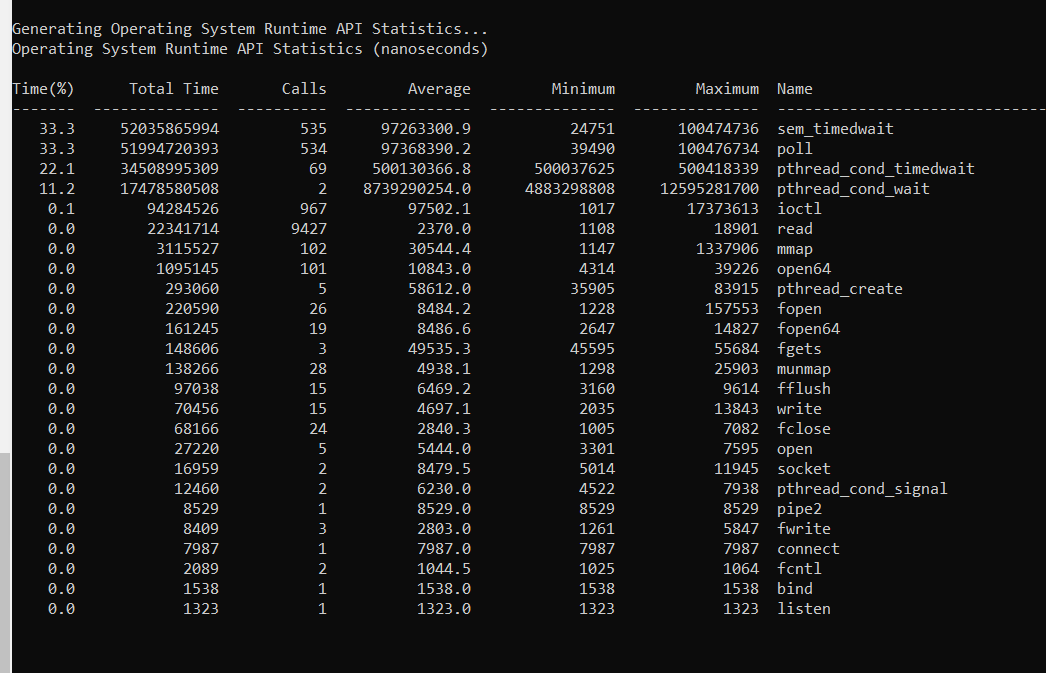 Generating Operating System Runtime API Statistics...
Operating System Runtime API Statistics (nanoseconds)
Time(%)      Total Time       Calls         Average         Minimum         Maximum  Name
-------  --------------  ----------  --------------  --------------  --------------  ------------------------------
   33.3     52035865994         535      97263300.9           24751       100474736  sem_timedwait
   33.3     51994720393         534      97368390.2           39490       100476734  poll
   22.1     34508995309          69     500130366.8       500037625       500418339  pthread_cond_timedwait
   11.2     17478580508           2    8739290254.0      4883298808     12595281700  pthread_cond_wait
    0.1        94284526         967         97502.1            1017        17373613  ioctl
    0.0        22341714        9427          2370.0            1108           18901  read
    0.0         3115527         102         30544.4            1147         1337906  mmap
    0.0         1095145         101         10843.0            4314           39226  open64
    0.0          293060           5         58612.0           35905           83915  pthread_create
    0.0          220590          26          8484.2            1228          157553  fopen
    0.0          161245          19          8486.6            2647           14827  fopen64
    0.0          148606           3         49535.3           45595           55684  fgets
    0.0          138266          28          4938.1            1298           25903  munmap
    0.0           97038          15          6469.2            3160            9614  fflush
    0.0           70456          15          4697.1            2035           13843  write
    0.0           68166          24          2840.3            1005            7082  fclose
    0.0           27220           5          5444.0            3301            7595  open
    0.0           16959           2          8479.5            5014           11945  socket
    0.0           12460           2          6230.0            4522            7938  pthread_cond_signal
    0.0            8529           1          8529.0            8529            8529  pipe2
    0.0            8409           3          2803.0            1261            5847  fwrite
    0.0            7987           1          7987.0            7987            7987  connect
    0.0            2089           2          1044.5            1025            1064  fcntl
    0.0            1538           1          1538.0            1538            1538  bind
    0.0            1323           1          1323.0            1323            1323  listen